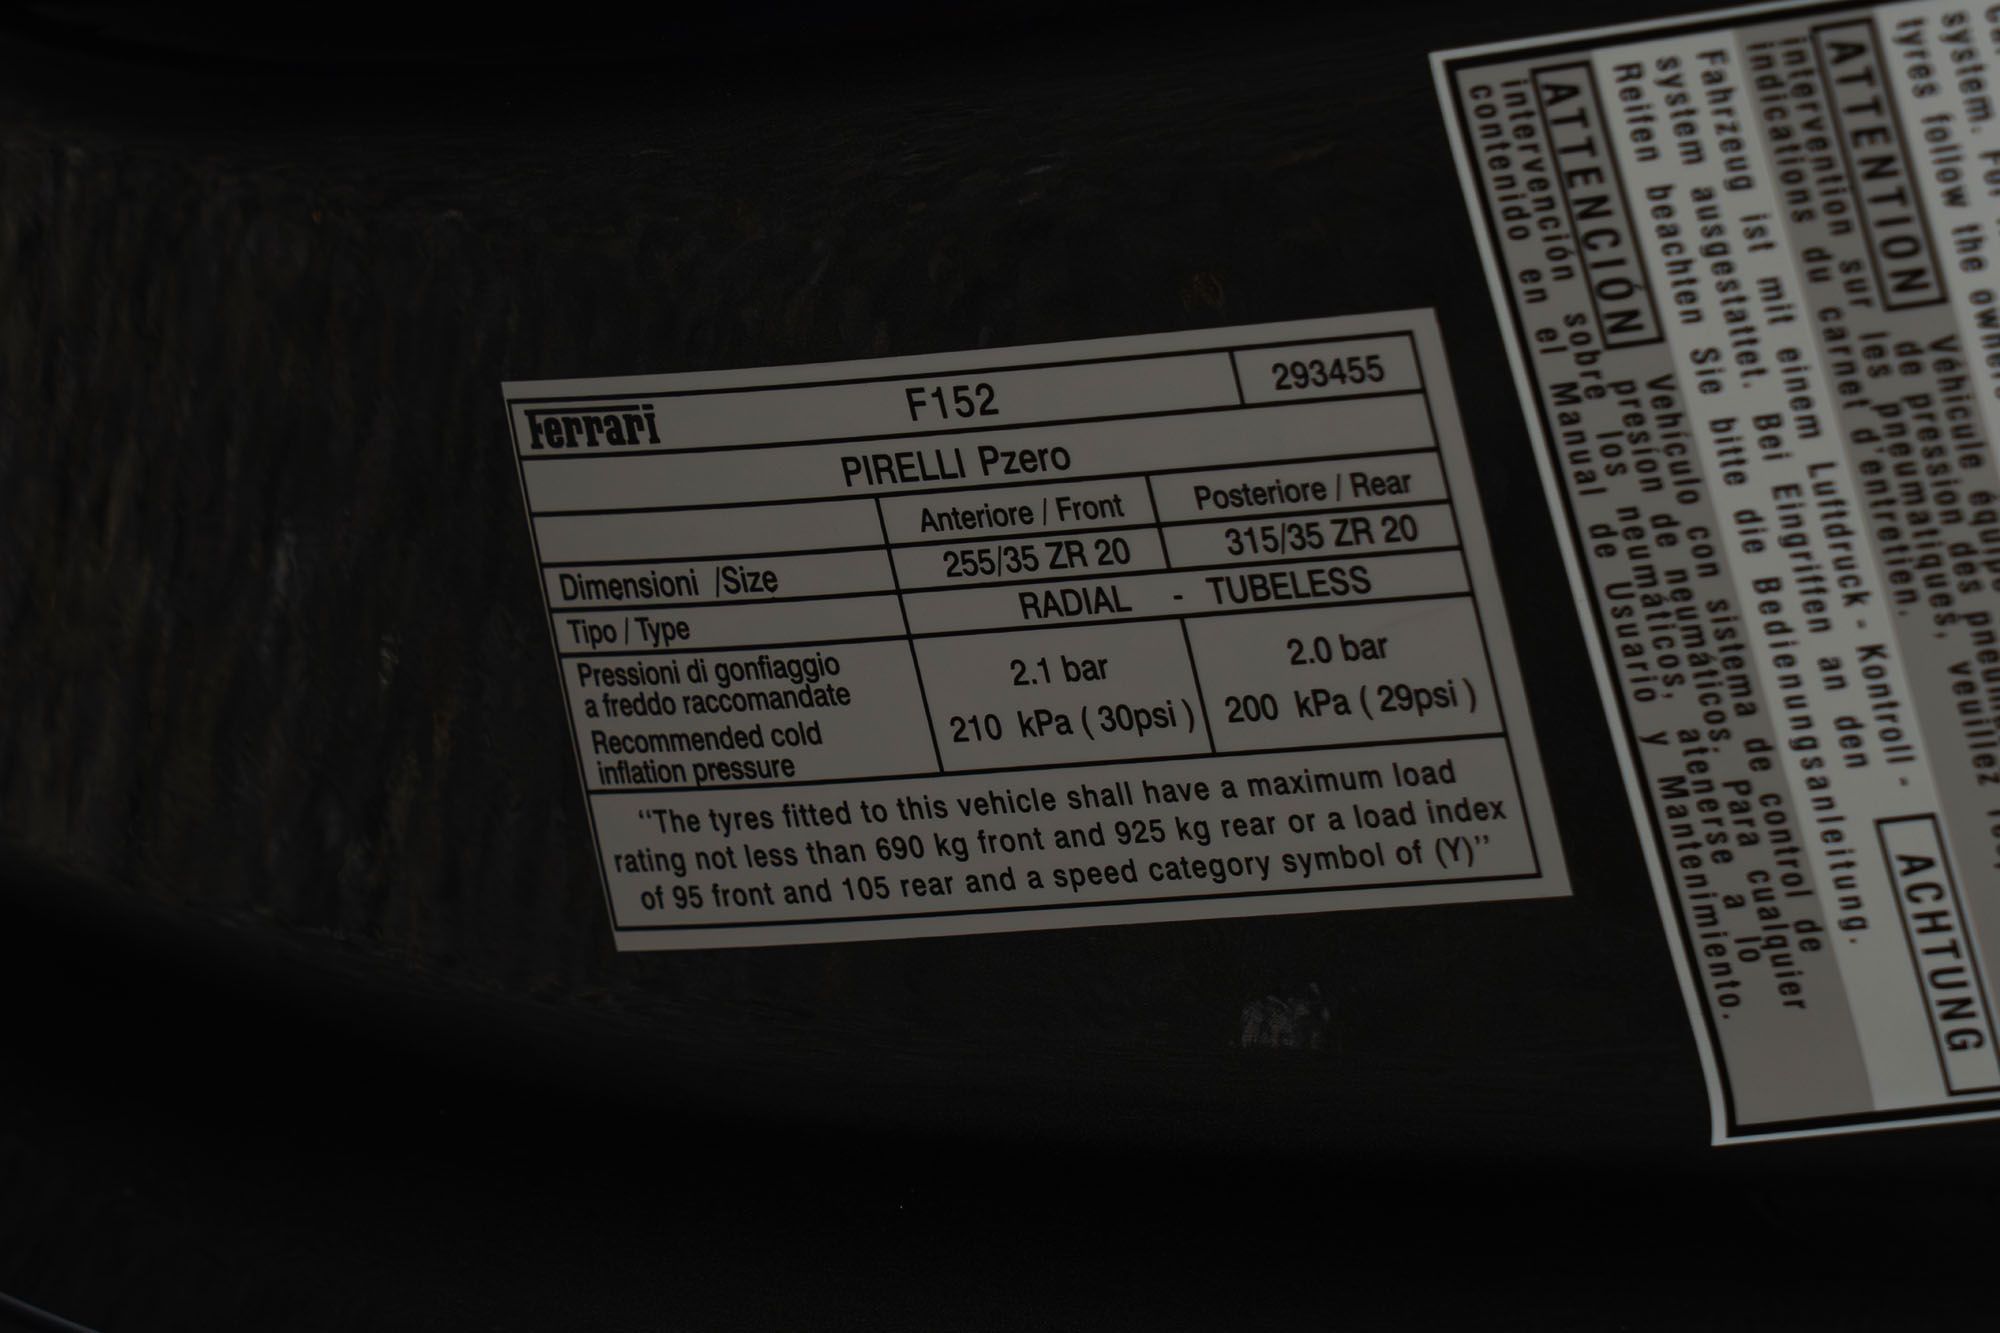 Ferrari F152 293455
PIRELLI Pzero
Anteriore / Front Posteriore / Rear
Dimensioni /Size 255/35 ZR 20 315/35 ZR 20
Tipo / Type RADIAL - TUBELESS
Pressioni di gonfiaggio
a freddo raccomandate
Recommended cold
inflation pressure
2.1 bar
210 kPa ( 30psi )
2.0 bar
200 kPa ( 29psi )
“The tyres fitted to this vehicle shall have a maximum load
rating not less than 690 kg front and 925 kg rear or a load index
of 95 front and 105 rear and a speed category symbol of (Y)”
system. For
tyres follow the owner
ATTENTION Véhicule équipé
intervention sur les pneumatiques, veuillez
indications du carnet d'entretien.
de pression des
ACHTUNG
Fahrzeug ist mit einem Luftdruck - Kontroll -
system ausgestattet. Bei Eingriffen an den
Reifen beachten Sie bitte die Bedienungsanleitung.
ATTENCIÓN Vehículo con sistema de control de
presión de neumáticos. Para cualquier
intervención sobre los neumáticos, atenerse a lo
contenido en el Manual de Usuario y Mantenimiento.